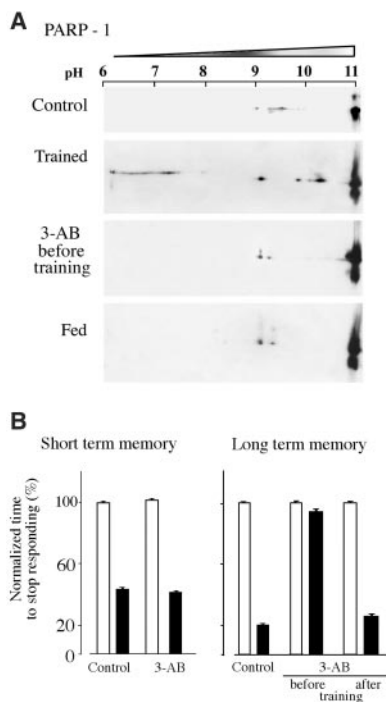 A
PARP - 1
pH 6 7 8 9 10 11
Control
Trained
3-AB
before
training
Fed
B
Short term memory Long term memory
Normalized time
to stop responding (%)
100
60
20
0
Control 3-AB Control 3-AB
before after
training